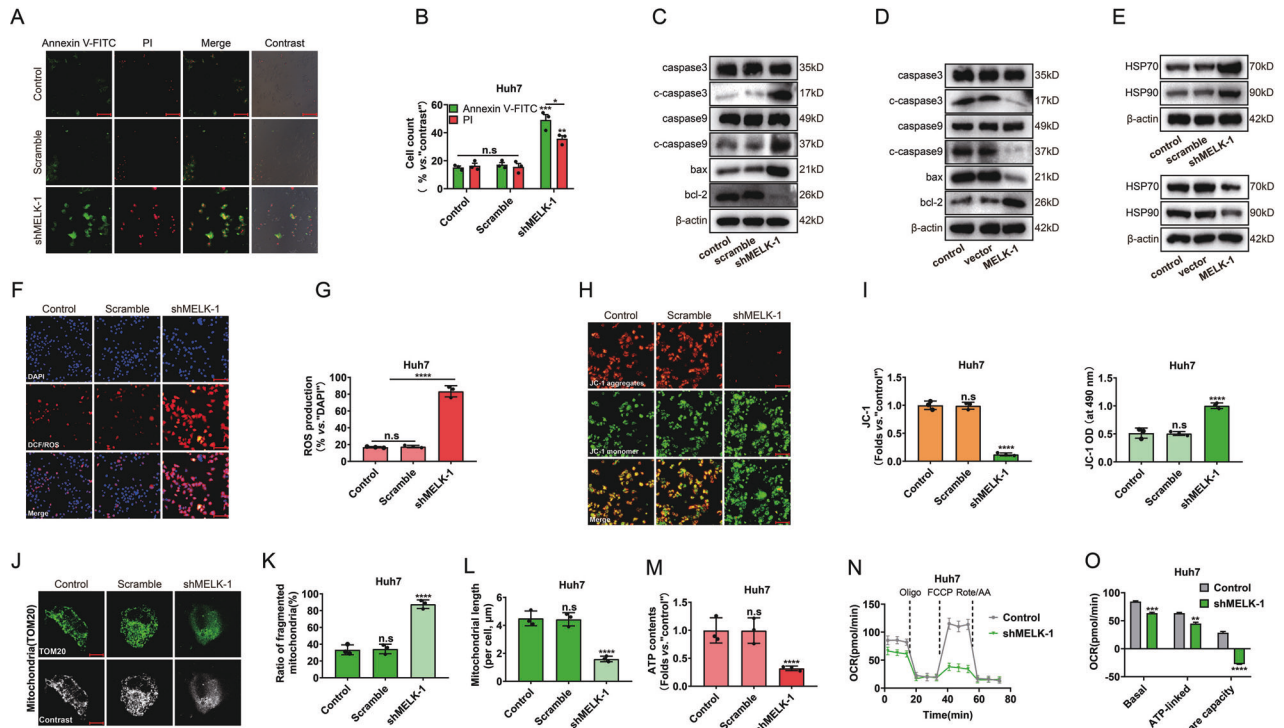 A
Annexin V-FITC PI Merge Contrast
Control
Scramble
shMELK-1
B
Huh7
Annexin V-FITC
PI
Cell count
( % vs."contrast")
60
40
20
0
n.s
***
*
**
Control
Scramble
shMELK-1
C
caspase3 35kD
c-caspase3 17kD
caspase9 49kD
c-caspase9 37kD
bax 21kD
bcl-2 26kD
β-actin 42kD
control
scramble
shMELK-1
D
caspase3 35kD
c-caspase3 17kD
caspase9 49kD
c-caspase9 37kD
bax 21kD
bcl-2 26kD
β-actin 42kD
control
vector
MELK-1
E
HSP70 70kD
HSP90 90kD
β-actin 42kD
control
scramble
shMELK-1
HSP70 70kD
HSP90 90kD
β-actin 42kD
control
vector
MELK-1
F
Control Scramble shMELK-1
DAPI
DCF/ROS
Merge
G
Huh7
ROS production
(% vs."DAPI")
100
80
60
40
20
0
n.s
****
Control
Scramble
shMELK-1
H
Control Scramble shMELK-1
JC-1 aggregates
JC-1 monomer
Merge
I
Huh7
JC-1
(Folds vs."control")
1.5
1.0
0.5
0.0
n.s
****
Control
Scramble
shMELK-1
Huh7
JC-1 OD (at 490 nm)
1.5
1.0
0.5
0.0
n.s
****
Control
Scramble
shMELK-1
J
Control Scramble shMELK-1
Mitochondria(TOM20)
TOM20
Contrast
K
Huh7
Ratio of fragmented
mitochondria(%)
150
100
50
0
n.s
****
Control
Scramble
shMELK-1
L
Huh7
Mitochondrial length
(per cell, μm)
6
4
2
0
n.s
****
Control
Scramble
shMELK-1
M
Huh7
ATP contents
(Folds vs."control")
1.5
1.0
0.5
0.0
n.s
****
Control
Scramble
shMELK-1
N
Huh7
Oligo FCCP Rote/AA
Control
shMELK-1
OCR(pmol/min)
150
100
50
0
0 20 40 60 80
Time(min)
O
Huh7
Control
shMELK-1
OCR(pmol/min)
100
50
0
-50
***
**
****
Basal
ATP-linked
are capacity